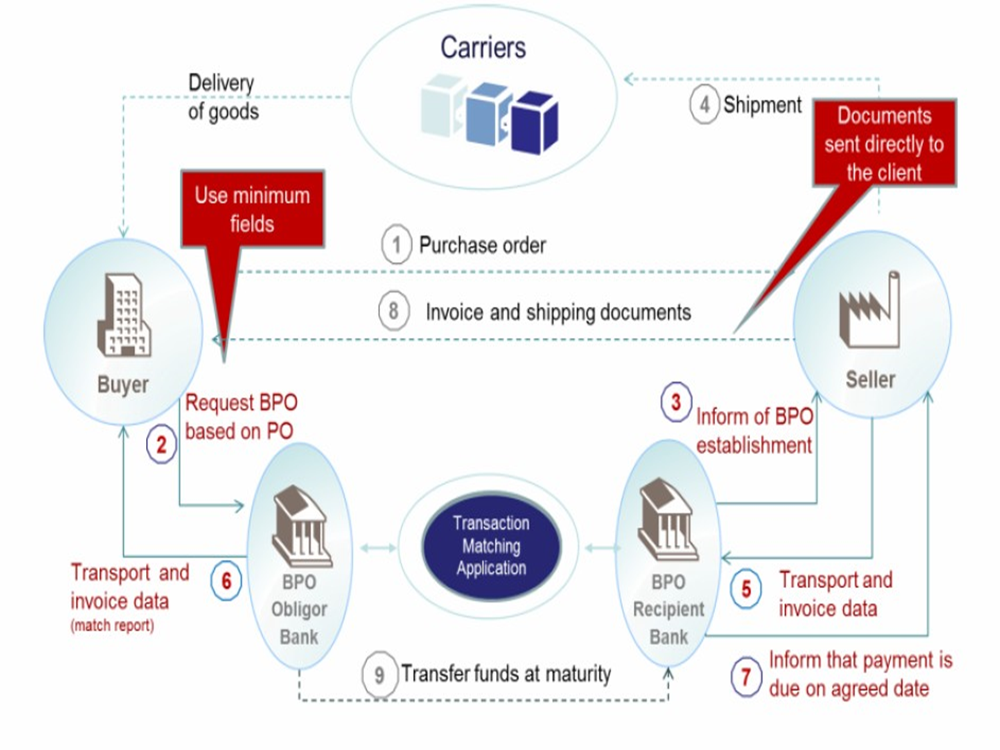 Carriers
Delivery
of goods
4 Shipment
Documents
sent directly to
the client
Use minimum
fields
1 Purchase order
8 Invoice and shipping documents
Buyer
Seller
Request BPO
based on PO
2
3
Inform of BPO
establishment
Transaction
Matching
Application
Transport and
invoice data
(match report)
6
BPO
Obligor
Bank
BPO
Recipient
Bank
5
Transport and
invoice data
9 Transfer funds at maturity
7
Inform that payment is
due on agreed date